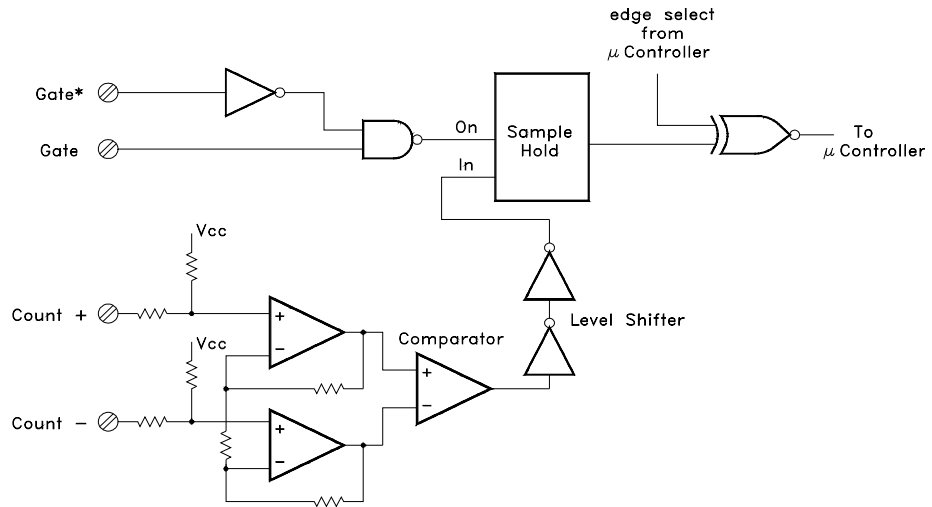 edge select
from
μ Controller
Gate*
Gate
On
In
Sample
Hold
To
μ Controller
Vcc
Count +
Vcc
Count -
+
-
+
-
Comparator
+
-
Level Shifter